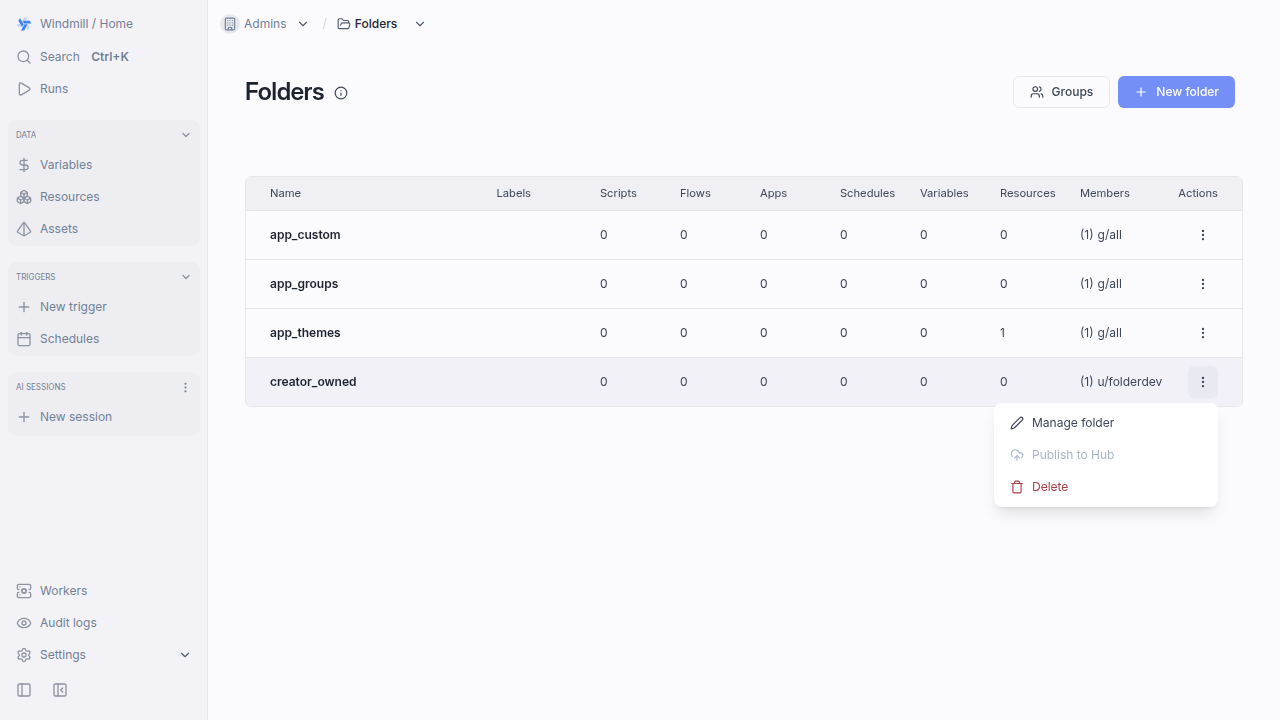 Windmill / Home
Search Ctrl+K
Runs
DATA
Variables
Resources
Assets
TRIGGERS
New trigger
Schedules
AI SESSIONS
New session
Workers
Audit logs
Settings
Admins / Folders
Folders
Groups
New folder
Name Labels Scripts Flows Apps Schedules Variables Resources Members Actions
app_custom 0 0 0 0 0 0 (1) g/all
app_groups 0 0 0 0 0 0 (1) g/all
app_themes 0 0 0 0 0 1 (1) g/all
creator_owned 0 0 0 0 0 0 (1) u/folderdev
Manage folder
Publish to Hub
Delete